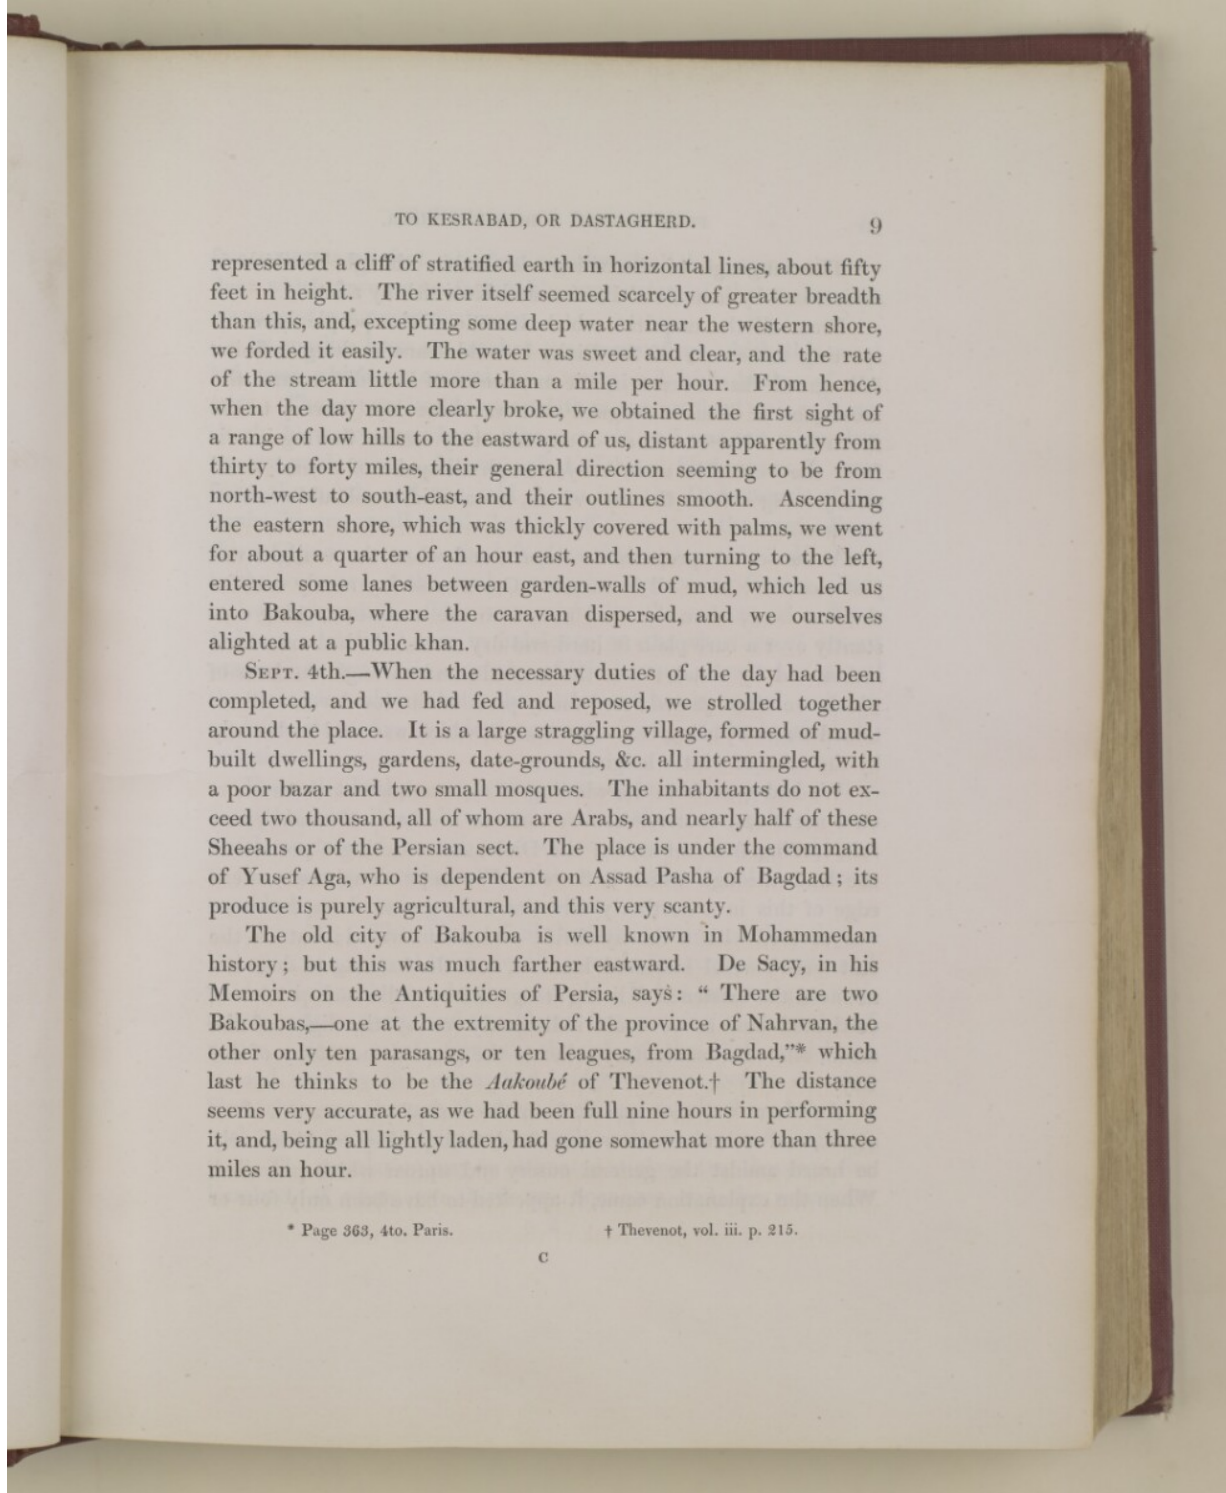 TO KESRABAD, OR DASTAGHERD. 9
represented a cliff of stratified earth in horizontal lines, about fifty
feet in height. The river itself seemed scarcely of greater breadth
than this, and, excepting some deep water near the western shore,
we forded it easily. The water was sweet and clear, and the rate
of the stream little more than a mile per hour. From hence,
when the day more clearly broke, we obtained the first sight of
a range of low hills to the eastward of us, distant apparently from
thirty to forty miles, their general direction seeming to be from
north-west to south-east, and their outlines smooth. Ascending
the eastern shore, which was thickly covered with palms, we went
for about a quarter of an hour east, and then turning to the left,
entered some lanes between garden-walls of mud, which led us
into Bakouba, where the caravan dispersed, and we ourselves
alighted at a public khan.
SEPT. 4th.—When the necessary duties of the day had been
completed, and we had fed and reposed, we strolled together
around the place. It is a large straggling village, formed of mud-
built dwellings, gardens, date-grounds, &c. all intermingled, with
a poor bazar and two small mosques. The inhabitants do not ex-
ceed two thousand, all of whom are Arabs, and nearly half of these
Sheeahs or of the Persian sect. The place is under the command
of Yusef Aga, who is dependent on Assad Pasha of Bagdad; its
produce is purely agricultural, and this very scanty.
The old city of Bakouba is well known in Mohammedan
history; but this was much farther eastward. De Sacy, in his
Memoirs on the Antiquities of Persia, says: “ There are two
Bakoubas,—one at the extremity of the province of Nahrvan, the
other only ten parasangs, or ten leagues, from Bagdad,”* which
last he thinks to be the Aakoubé of Thevenot.† The distance
seems very accurate, as we had been full nine hours in performing
it, and, being all lightly laden, had gone somewhat more than three
miles an hour.
* Page 363, 4to. Paris. † Thevenot, vol. iii. p. 215.
C